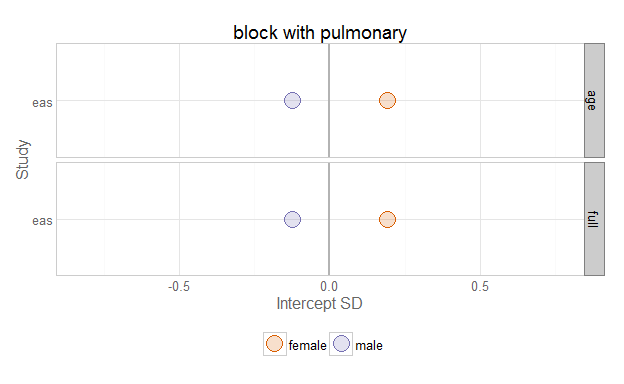 block with pulmonary
eas
age
Study
eas
full
-0.5 0.0 0.5
Intercept SD
female male